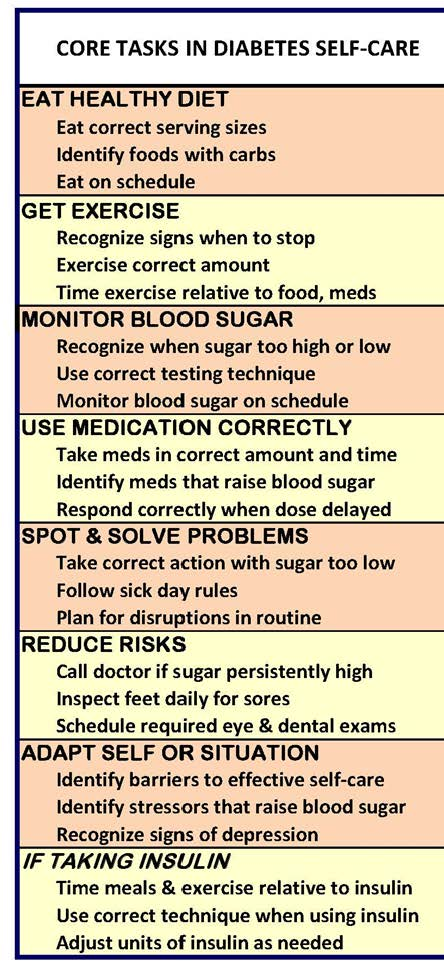 CORE TASKS IN DIABETES SELF-CARE
EAT HEALTHY DIET
Eat correct serving sizes
Identify foods with carbs
Eat on schedule
GET EXERCISE
Recognize signs when to stop
Exercise correct amount
Time exercise relative to food, meds
MONITOR BLOOD SUGAR
Recognize when sugar too high or low
Use correct testing technique
Monitor blood sugar on schedule
USE MEDICATION CORRECTLY
Take meds in correct amount and time
Identify meds that raise blood sugar
Respond correctly when dose delayed
SPOT & SOLVE PROBLEMS
Take correct action with sugar too low
Follow sick day rules
Plan for disruptions in routine
REDUCE RISKS
Call doctor if sugar persistently high
Inspect feet daily for sores
Schedule required eye & dental exams
ADAPT SELF OR SITUATION
Identify barriers to effective self-care
Identify stressors that raise blood sugar
Recognize signs of depression
IF TAKING INSULIN
Time meals & exercise relative to insulin
Use correct technique when using insulin
Adjust units of insulin as needed